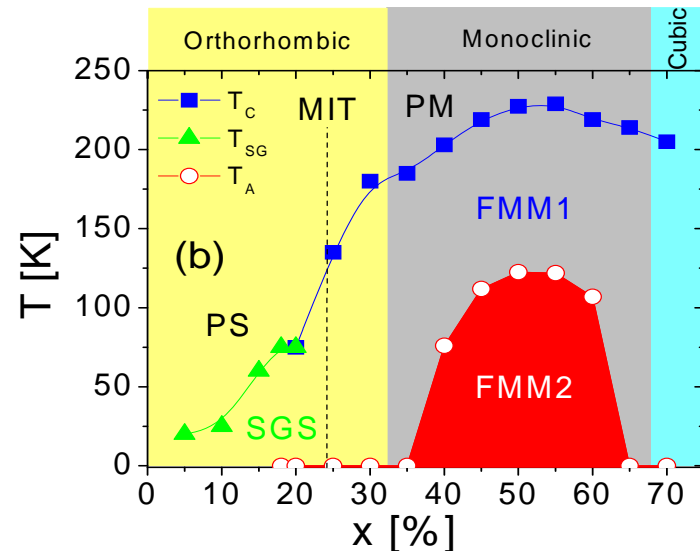 Orthorhombic Monoclinic Cubic
250
200
150
100
50
0
T [K]
T_C
T_SG
T_A
MIT
PM
FMM1
(b)
PS
FMM2
SGS
0 10 20 30 40 50 60 70
x [%]